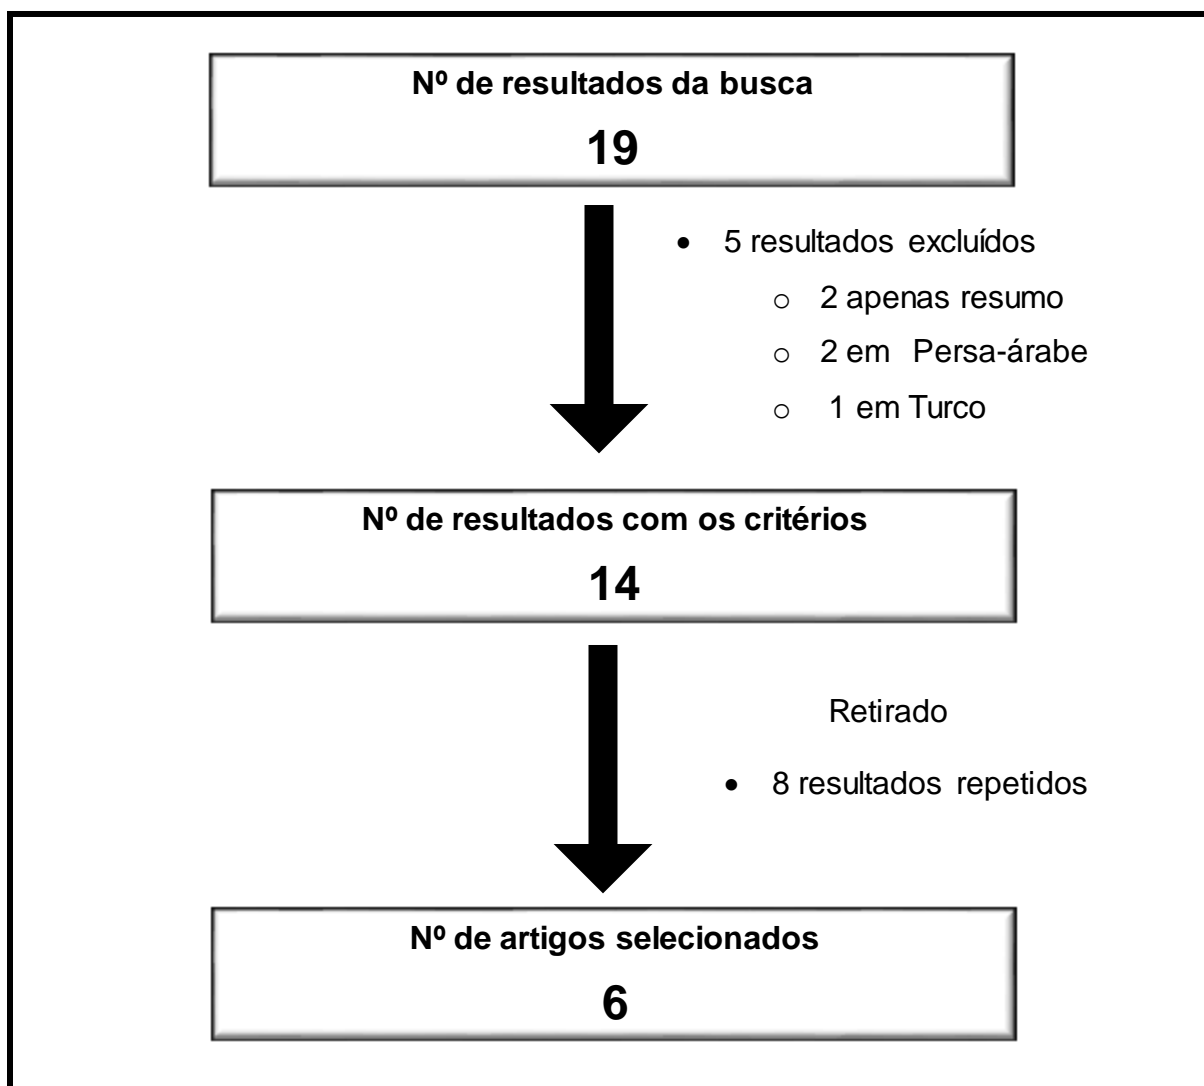 Nº de resultados da busca
19
• 5 resultados excluídos
o 2 apenas resumo
o 2 em Persa-árabe
o 1 em Turco
Nº de resultados com os critérios
14
Retirado
• 8 resultados repetidos
Nº de artigos selecionados
6